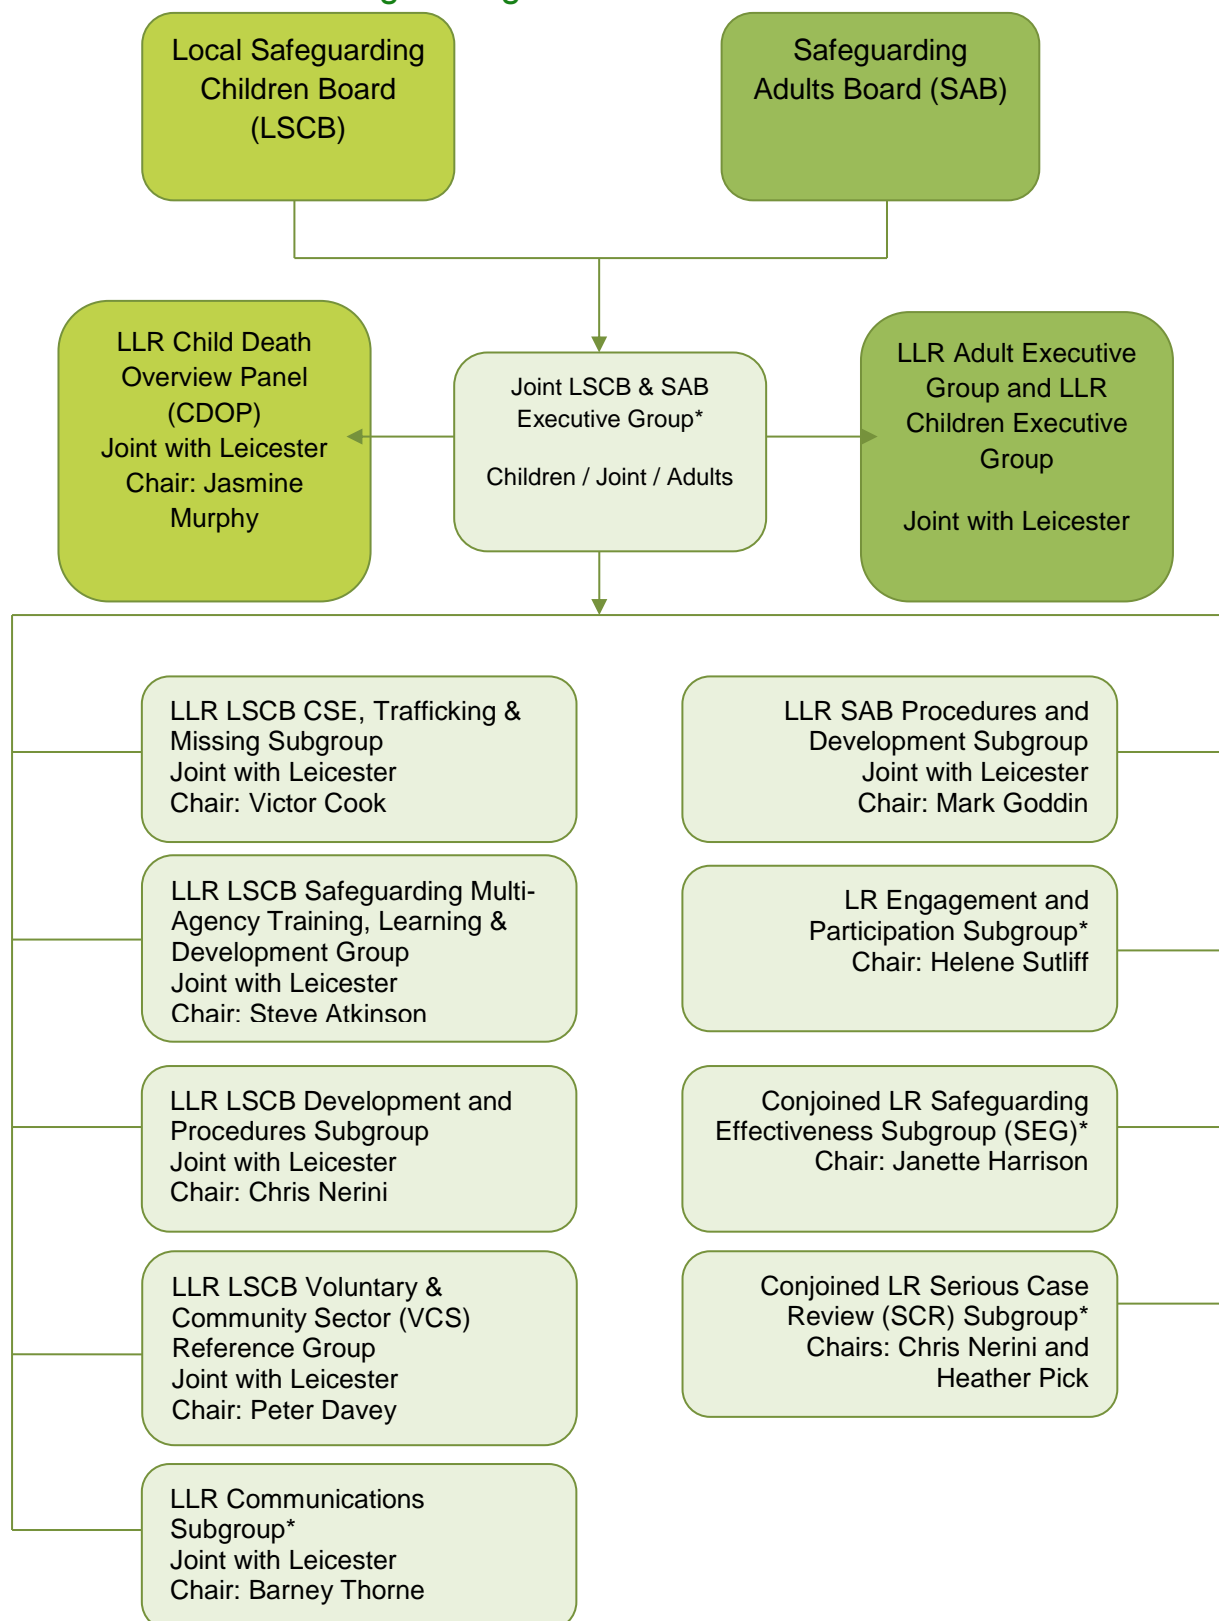 Local Safeguarding
Children Board
(LSCB)
Safeguarding
Adults Board (SAB)
LLR Child Death
Overview Panel
(CDOP)
Joint with Leicester
Chair: Jasmine
Murphy
Joint LSCB & SAB
Executive Group*
Children / Joint / Adults
LLR Adult Executive
Group and LLR
Children Executive
Group
Joint with Leicester
LLR LSCB CSE, Trafficking &
Missing Subgroup
Joint with Leicester
Chair: Victor Cook
LLR LSCB Safeguarding Multi-
Agency Training, Learning &
Development Group
Joint with Leicester
Chair: Steve Atkinson
LLR LSCB Development and
Procedures Subgroup
Joint with Leicester
Chair: Chris Nerini
LLR LSCB Voluntary &
Community Sector (VCS)
Reference Group
Joint with Leicester
Chair: Peter Davey
LLR Communications
Subgroup*
Joint with Leicester
Chair: Barney Thorne
LLR SAB Procedures and
Development Subgroup
Joint with Leicester
Chair: Mark Goddin
LR Engagement and
Participation Subgroup*
Chair: Helene Sutliff
Conjoined LR Safeguarding
Effectiveness Subgroup (SEG)*
Chair: Janette Harrison
Conjoined LR Serious Case
Review (SCR) Subgroup*
Chairs: Chris Nerini and
Heather Pick